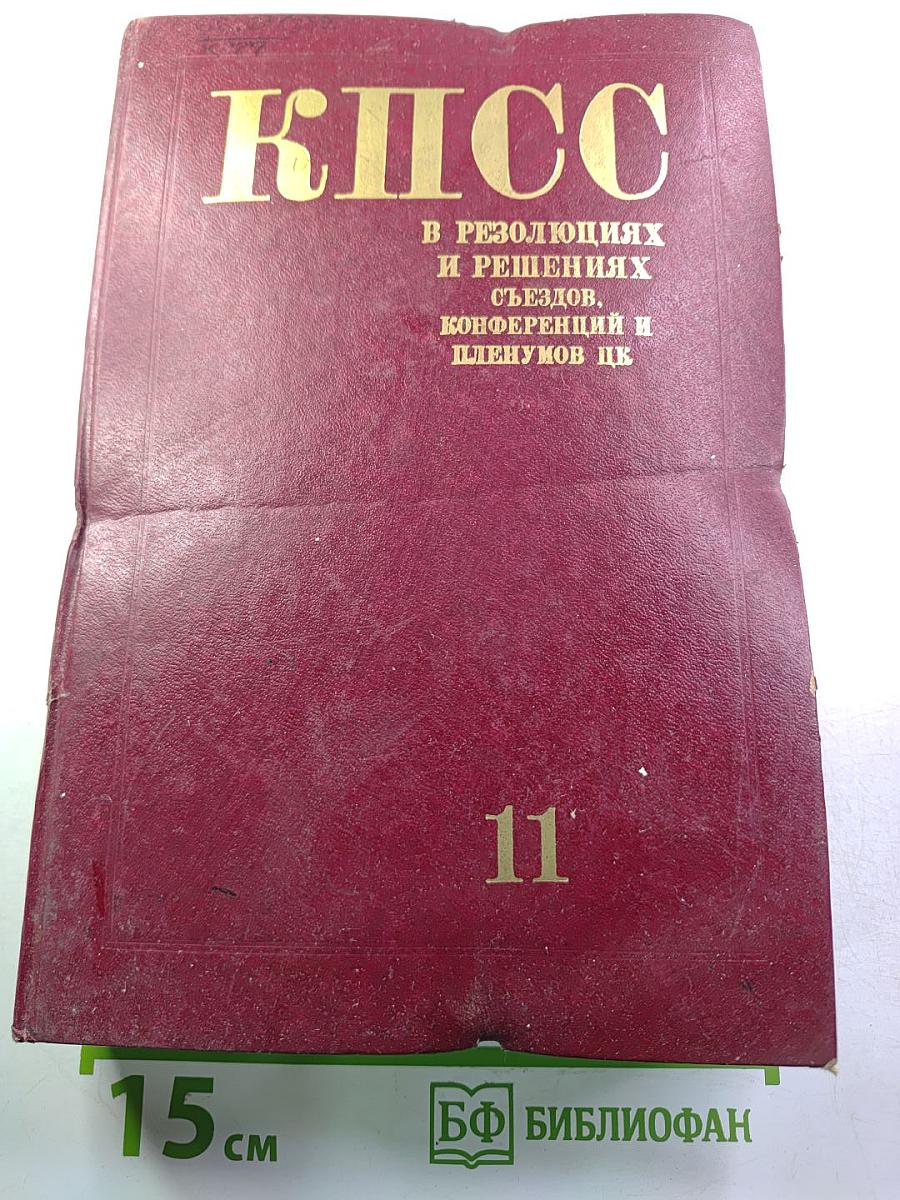 КПСС
В РЕЗОЛЮЦИЯХ
И РЕШЕНИЯХ
СЪЕЗДОВ,
КОНФЕРЕНЦИЙ И
ПЛЕНУМОВ ЦК
11
15 см
БФ БИБЛИОФАН